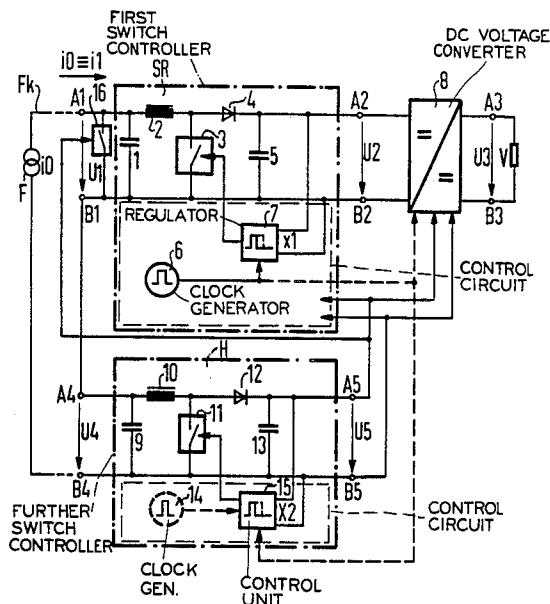 FIRST
SWITCH
CONTROLLER
DC VOLTAGE
CONVERTER
i0≡i1
SR
8
Fk
A1
16
2
4
A2
A3
3
i0
F
U1
1
5
U2
=
=
U3
V
7
B1
REGULATOR
B2
B3
6
X1
CLOCK
GENERATOR
CONTROL
CIRCUIT
H
A4
10
12
A5
11
U4
9
13
U5
15
B4
14
X2
B5
FURTHER
SWITCH
CONTROLLER
CONTROL
CIRCUIT
CLOCK
GEN.
CONTROL
UNIT